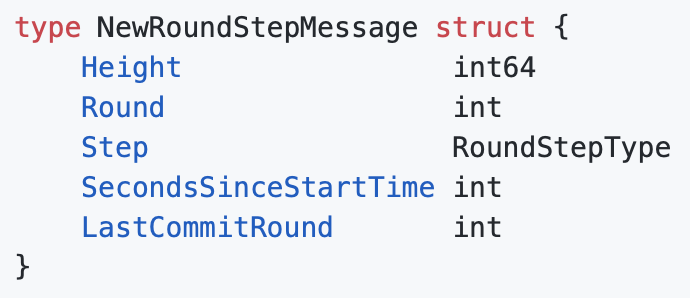 type NewRoundStepMessage struct {
    Height               int64
    Round                int
    Step                 RoundStepType
    SecondsSinceStartTime int
    LastCommitRound      int
}